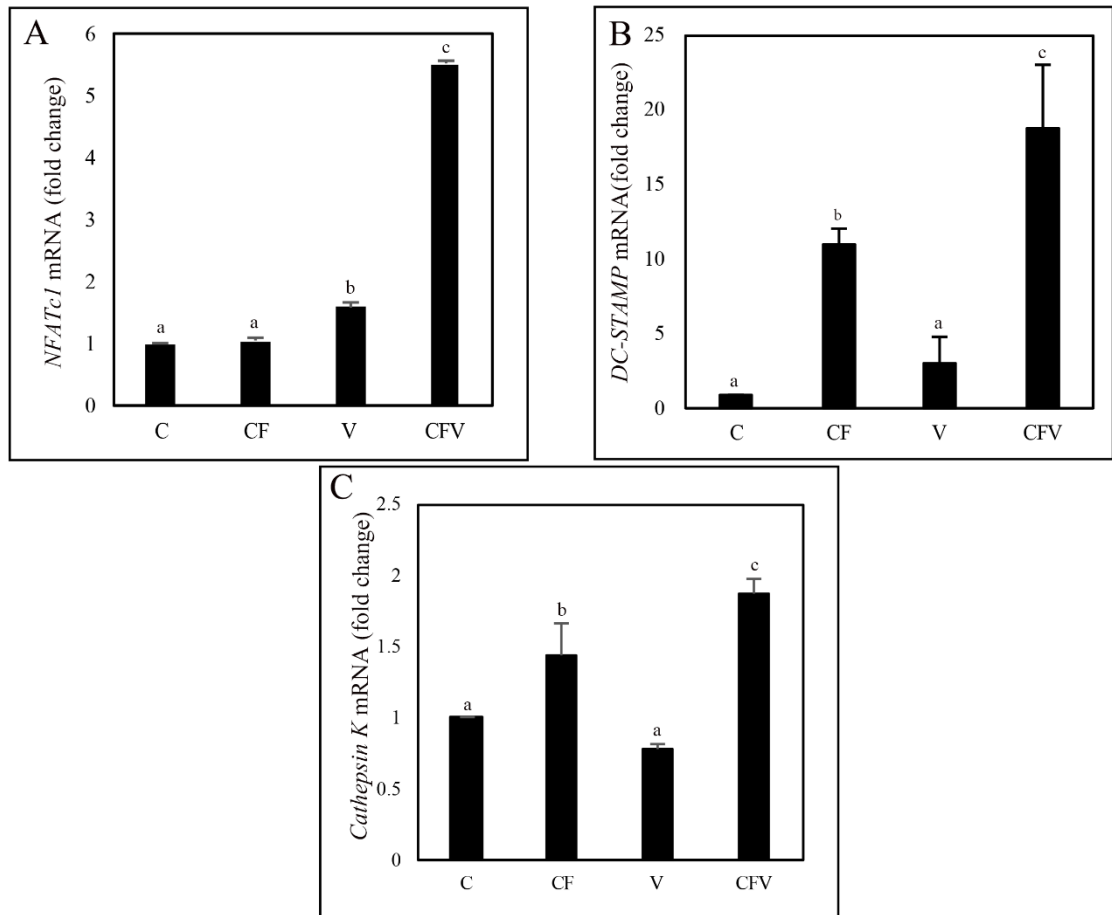 A
NFATc1 mRNA (fold change)
6
5
4
3
2
1
0
a
a
b
c
C CF V CFV
B
DC-STAMP mRNA(fold change)
25
20
15
10
5
0
a
b
a
c
C CF V CFV
C
Cathepsin K mRNA (fold change)
2.5
2
1.5
1
0.5
0
a
b
a
c
C CF V CFV